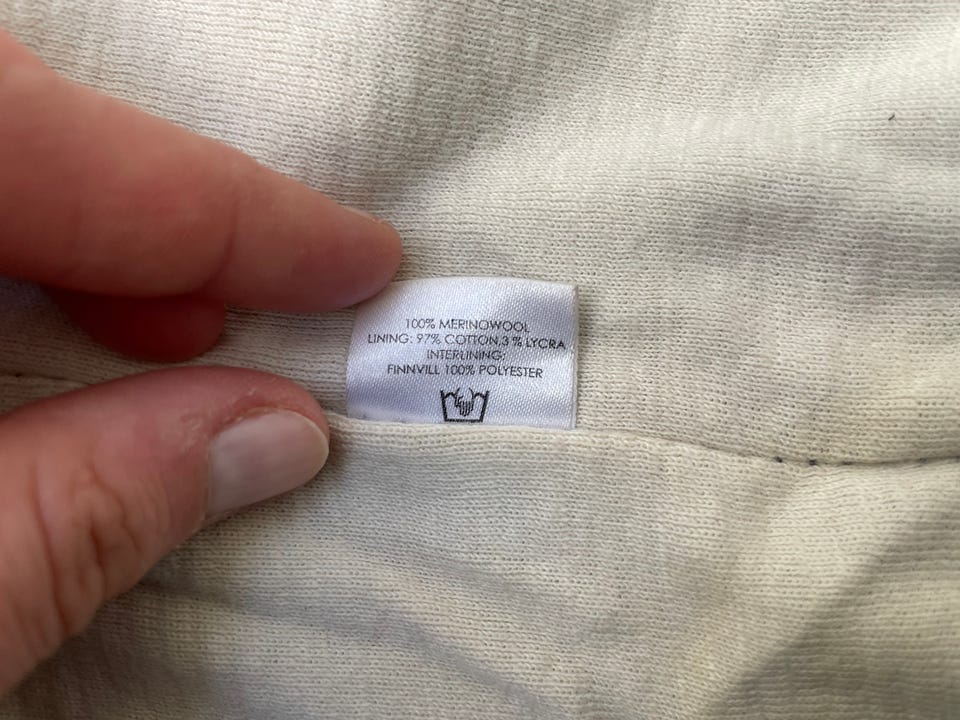 100% MERINOWOOL
LINING: 97% COTTON,3 % LYCRA
INTERLINING:
FINNVILL 100% POLYESTER